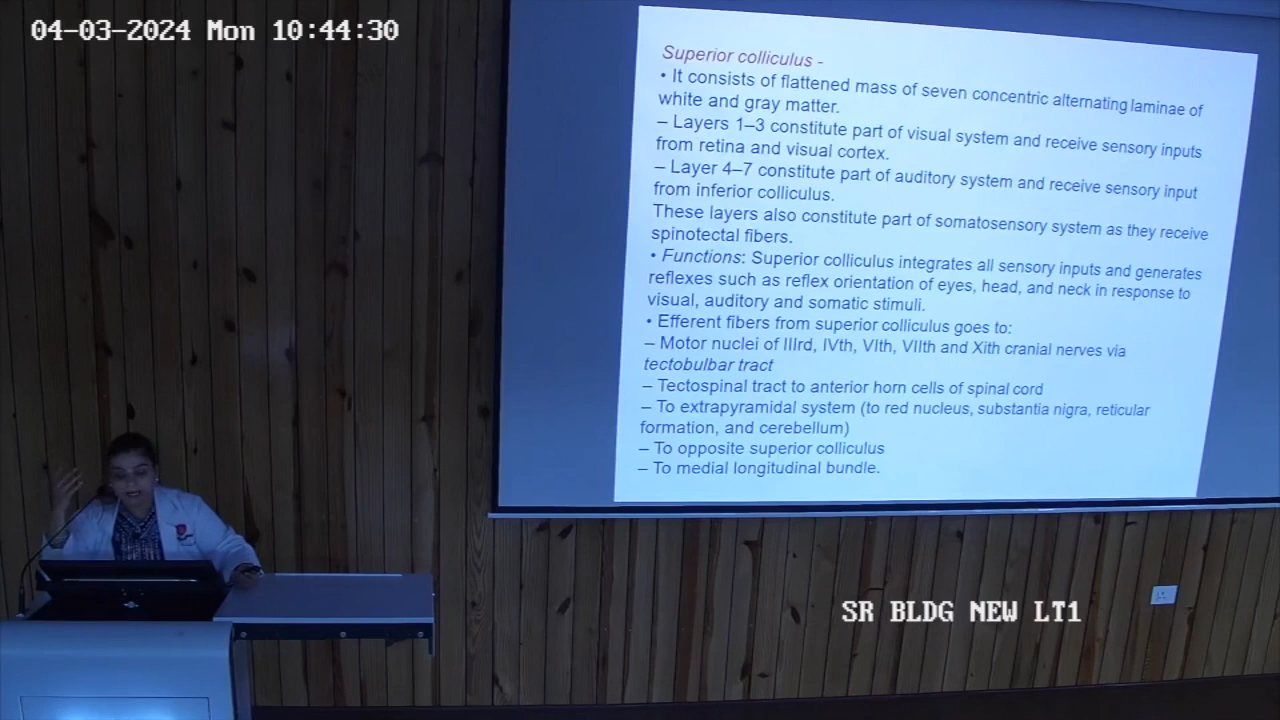 04-03-2024 Mon 10:44:30
Superior colliculus -
• It consists of flattened mass of seven concentric alternating laminae of
white and gray matter.
– Layers 1–3 constitute part of visual system and receive sensory inputs
from retina and visual cortex.
– Layer 4–7 constitute part of auditory system and receive sensory input
from inferior colliculus.
These layers also constitute part of somatosensory system as they receive
spinotectal fibers.
• Functions: Superior colliculus integrates all sensory inputs and generates
reflexes such as reflex orientation of eyes, head, and neck in response to
visual, auditory and somatic stimuli.
• Efferent fibers from superior colliculus goes to:
– Motor nuclei of IIIrd, IVth, VIth, VIIth and Xith cranial nerves via
tectobulbar tract
– Tectospinal tract to anterior horn cells of spinal cord
– To extrapyramidal system (to red nucleus, substantia nigra, reticular
formation, and cerebellum)
– To opposite superior colliculus
– To medial longitudinal bundle.
SR BLDG NEW LT1